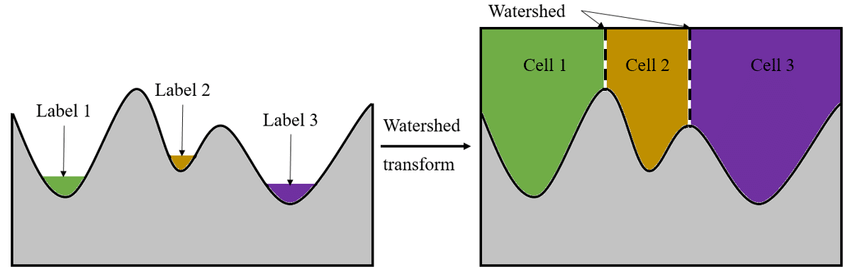 Label 1
Label 2
Label 3
Watershed
transform
Watershed
Cell 1
Cell 2
Cell 3